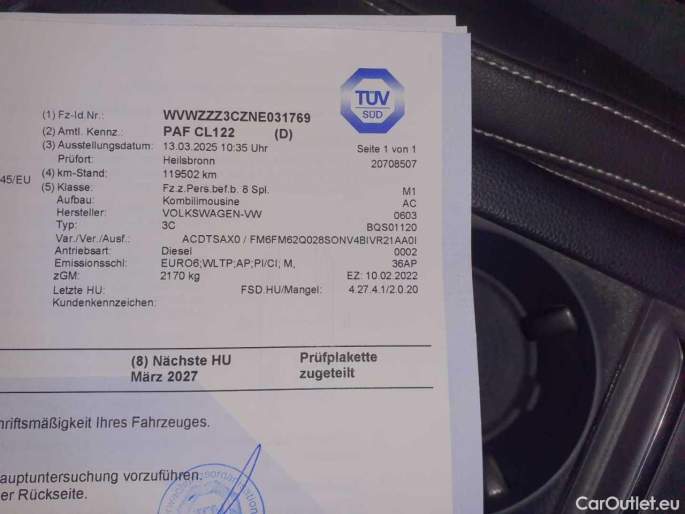 TÜV
SÜD
(1) Fz-Id.Nr.: WVWZZZ3CZNE031769
(2) Amtl. Kennz.: PAF CL122 (D)
(3) Ausstellungsdatum: 13.03.2025 10:35 Uhr Seite 1 von 1
Prüfort: Heilsbronn 20708507
(4) km-Stand: 119502 km
45/EU
(5) Klasse: Fz.z.Pers.bef.b. 8 Spl. M1
Aufbau: Kombilimousine AC
Hersteller: VOLKSWAGEN-VW 0603
Typ: 3C BQS01120
Var./Ver./Ausf.: ACDTSAX0 / FM6FM62Q028SONV4BIVR21AA0I
Antriebsart: Diesel 0002
Emissionsschl: EURO6;WLTP;AP;PI/CI; M, 36AP
zGM: 2170 kg EZ: 10.02.2022
Letzte HU: FSD.HU/Mangel: 4.27.4.1/2.0.20
Kundenkennzeichen:
(8) Nächste HU Prüfplakette
März 2027 zugeteilt
hriftsmäßigkeit Ihres Fahrzeuges.
auptuntersuchung vorzuführen.
er Rückseite.
CarOutlet.eu